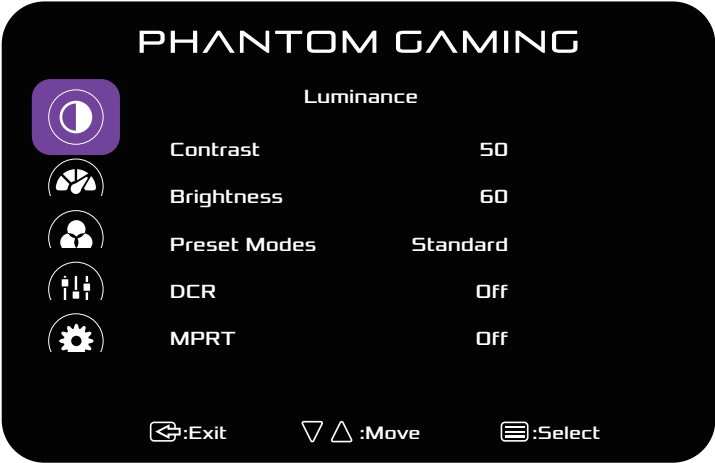 PHANTOM GAMING
Luminance
Contrast 50
Brightness 60
Preset Modes Standard
DCR Off
MPRT Off
:Exit :Move :Select